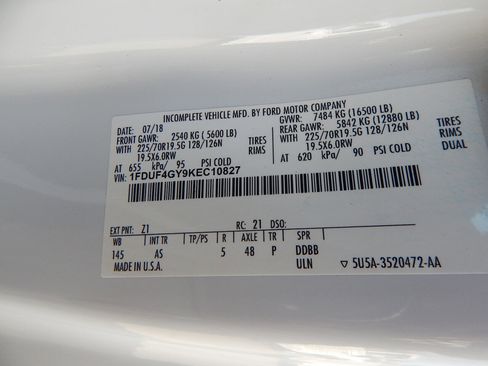 INCOMPLETE VEHICLE MFD. BY FORD MOTOR COMPANY
DATE: 07/18 GVWR: 7484 KG (16500 LB)
FRONT GAWR: 2540 KG (5600 LB) REAR GAWR: 5842 KG (12880 LB)
WITH 225/70R19.5G 128/126N TIRES WITH 225/70R19.5G 128/126N TIRES
19.5X6.0RW RIMS 19.5X6.0RW RIMS
AT 655 kPa/ 95 PSI COLD AT 620 kPa/ 90 PSI COLD DUAL
VIN: 1FDUF4GY9KEC10827
EXT PNT: Z1 RC: 21 DSO:
WB INT TR TP/PS R AXLE TR SPR
145 AS 5 48 P DDBB
MADE IN U.S.A. ULN ▽ 5U5A-3520472-AA